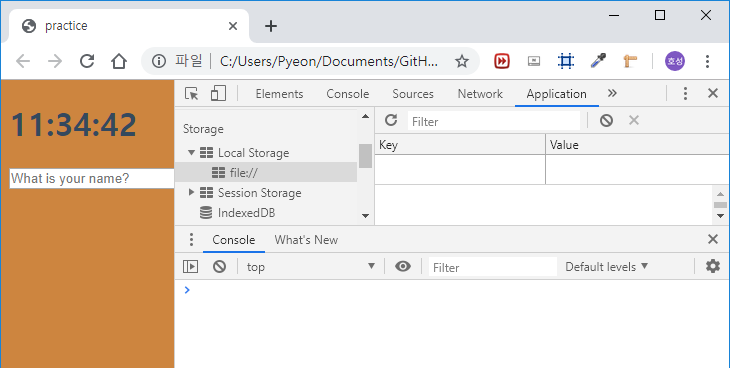 practice
파일 C:/Users/Pyeon/Documents/GitH... 호성
11:34:42
What is your name?
Elements Console Sources Network Application
Storage
Local Storage
file://
Session Storage
IndexedDB
Filter
Key Value
Console What's New
top Filter Default levels